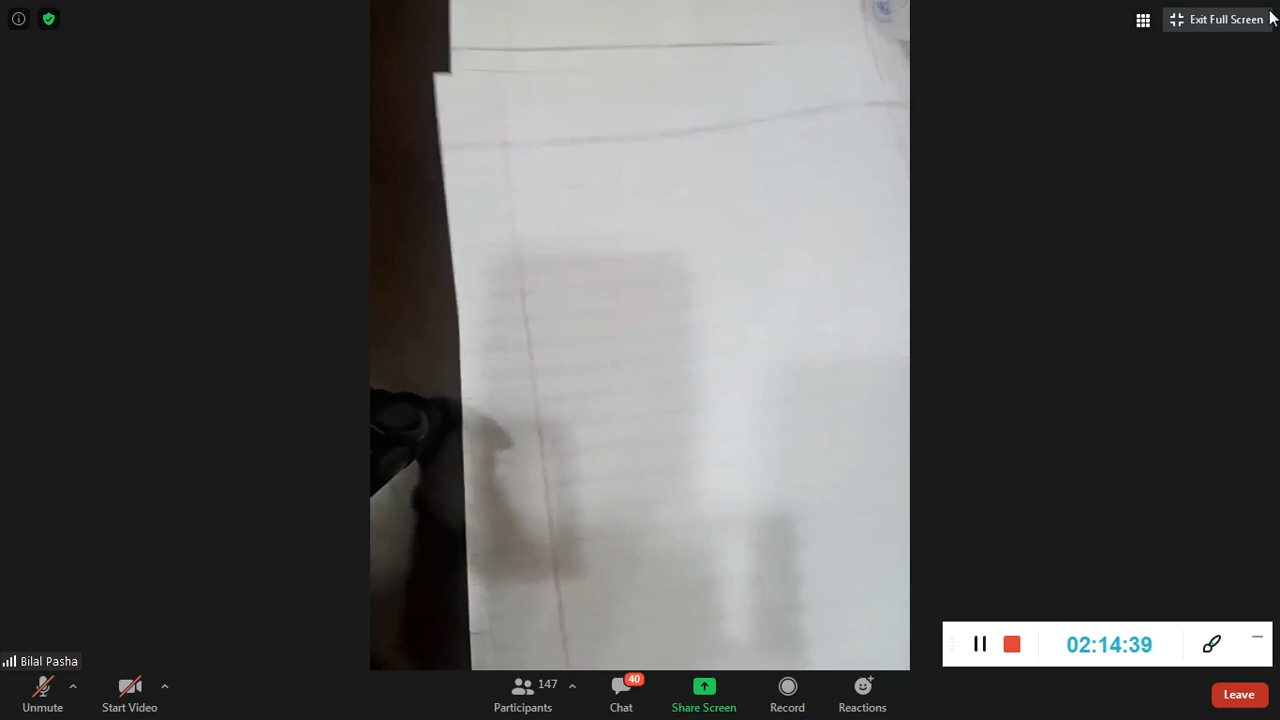 Exit Full Screen
Bilal Pasha
02:14:39
Unmute
Start Video
147
Participants
40
Chat
Share Screen
Record
Reactions
Leave